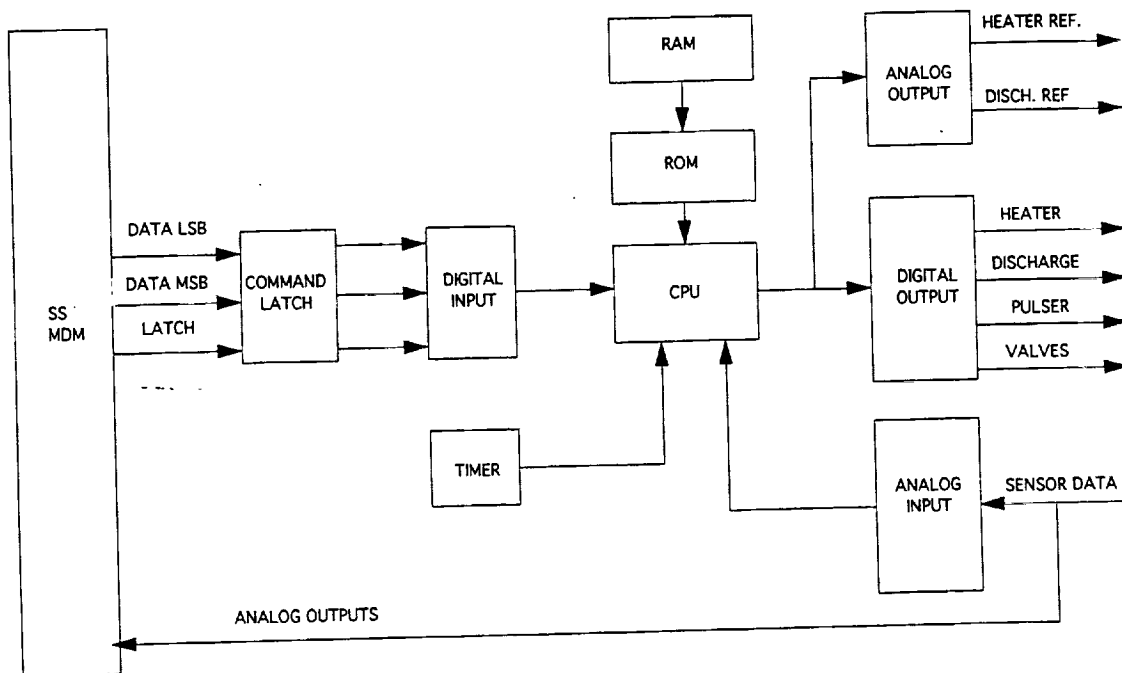 RAM
HEATER REF.
ANALOG
OUTPUT
DISCH. REF
ROM
DATA LSB
HEATER
COMMAND
LATCH
DIGITAL
INPUT
CPU
DIGITAL
OUTPUT
DISCHARGE
DATA MSB
PULSER
SS
MDM
LATCH
VALVES
TIMER
ANALOG
INPUT
SENSOR DATA
ANALOG OUTPUTS